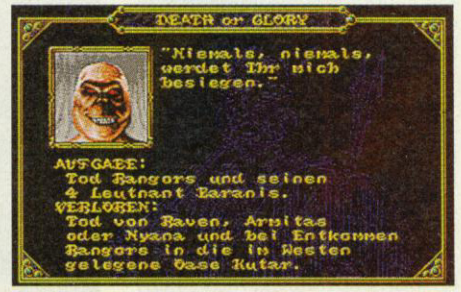 DEATH or GLORY
"Niemals, niemals,
werdet Ihr mich
besiegen."
AUFGABE:
Tod Rangors und seinen
4 Leutnant Baranis.
VERLOREN:
Tod von Raven, Armitas
oder Nyana und bei Entkommen
Rangors in die im Westen
gelegene Oase Kutar.